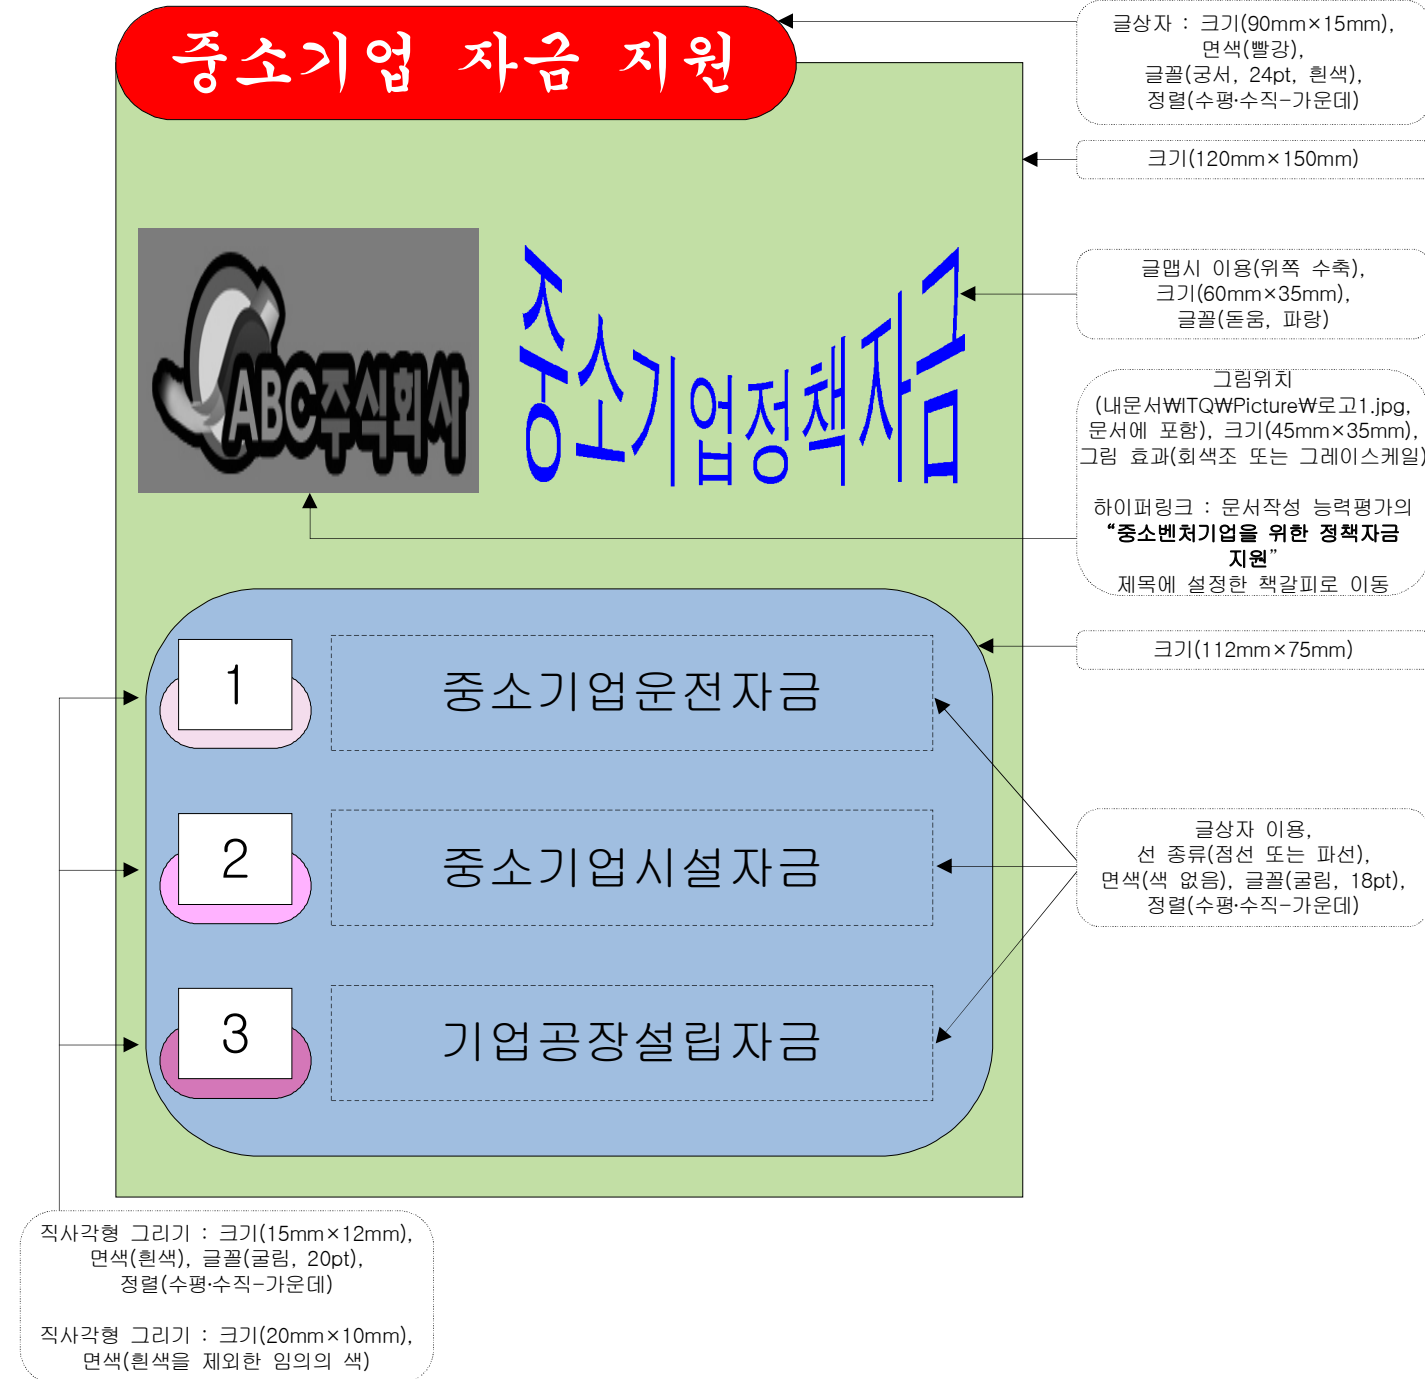 중소기업 자금 지원
글상자 : 크기(90mm×15mm),
면색(빨강),
글꼴(궁서, 24pt, 흰색),
정렬(수평·수직-가운데)
크기(120mm×150mm)
ABC주식회사
중소기업정책자금
글맵시 이용(위쪽 수축),
크기(60mm×35mm),
글꼴(돋움, 파랑)
그림위치
(내문서₩ITQ₩Picture₩로고1.jpg,
문서에 포함), 크기(45mm×35mm),
그림 효과(회색조 또는 그레이스케일)
하이퍼링크 : 문서작성 능력평가의
“중소벤처기업을 위한 정책자금
지원”
제목에 설정한 책갈피로 이동
크기(112mm×75mm)
1
중소기업운전자금
2
중소기업시설자금
3
기업공장설립자금
글상자 이용,
선 종류(점선 또는 파선),
면색(색 없음), 글꼴(굴림, 18pt),
정렬(수평·수직-가운데)
직사각형 그리기 : 크기(15mm×12mm),
면색(흰색), 글꼴(굴림, 20pt),
정렬(수평·수직-가운데)
직사각형 그리기 : 크기(20mm×10mm),
면색(흰색을 제외한 임의의 색)